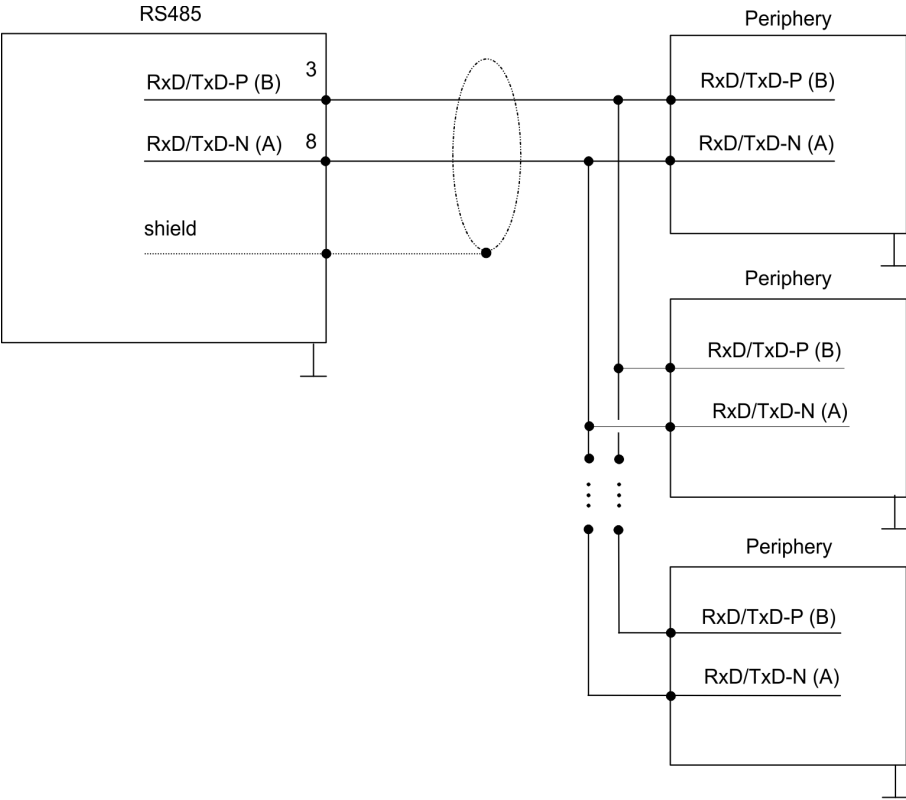 RS485
RxD/TxD-P (B)
3
RxD/TxD-N (A)
8
shield
Periphery
RxD/TxD-P (B)
RxD/TxD-N (A)
Periphery
RxD/TxD-P (B)
RxD/TxD-N (A)
Periphery
RxD/TxD-P (B)
RxD/TxD-N (A)